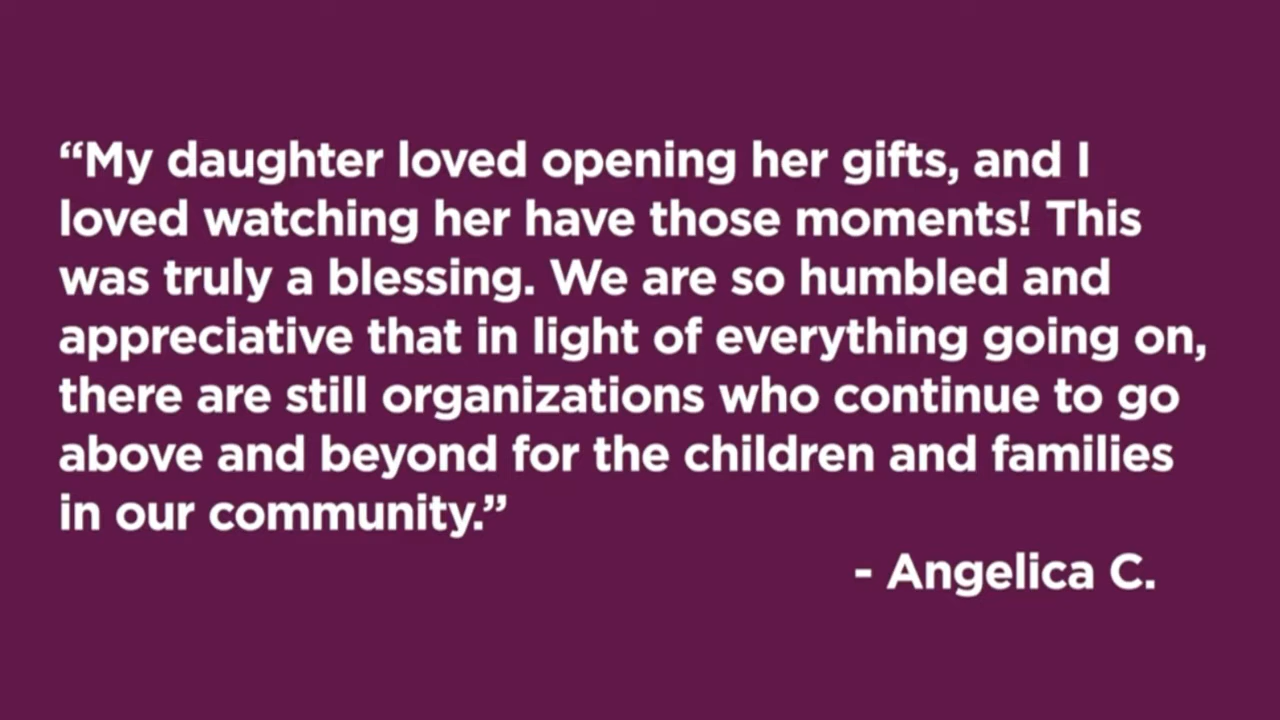 “My daughter loved opening her gifts, and I
loved watching her have those moments! This
was truly a blessing. We are so humbled and
appreciative that in light of everything going on,
there are still organizations who continue to go
above and beyond for the children and families
in our community.”
- Angelica C.